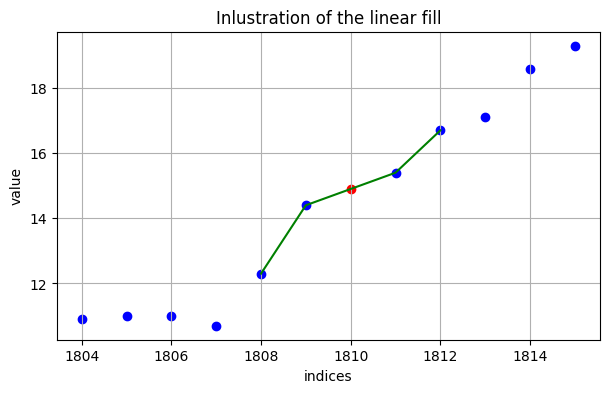 Inlustration of the linear fill
value
18
16
14
12
1804 1806 1808 1810 1812 1814
indices